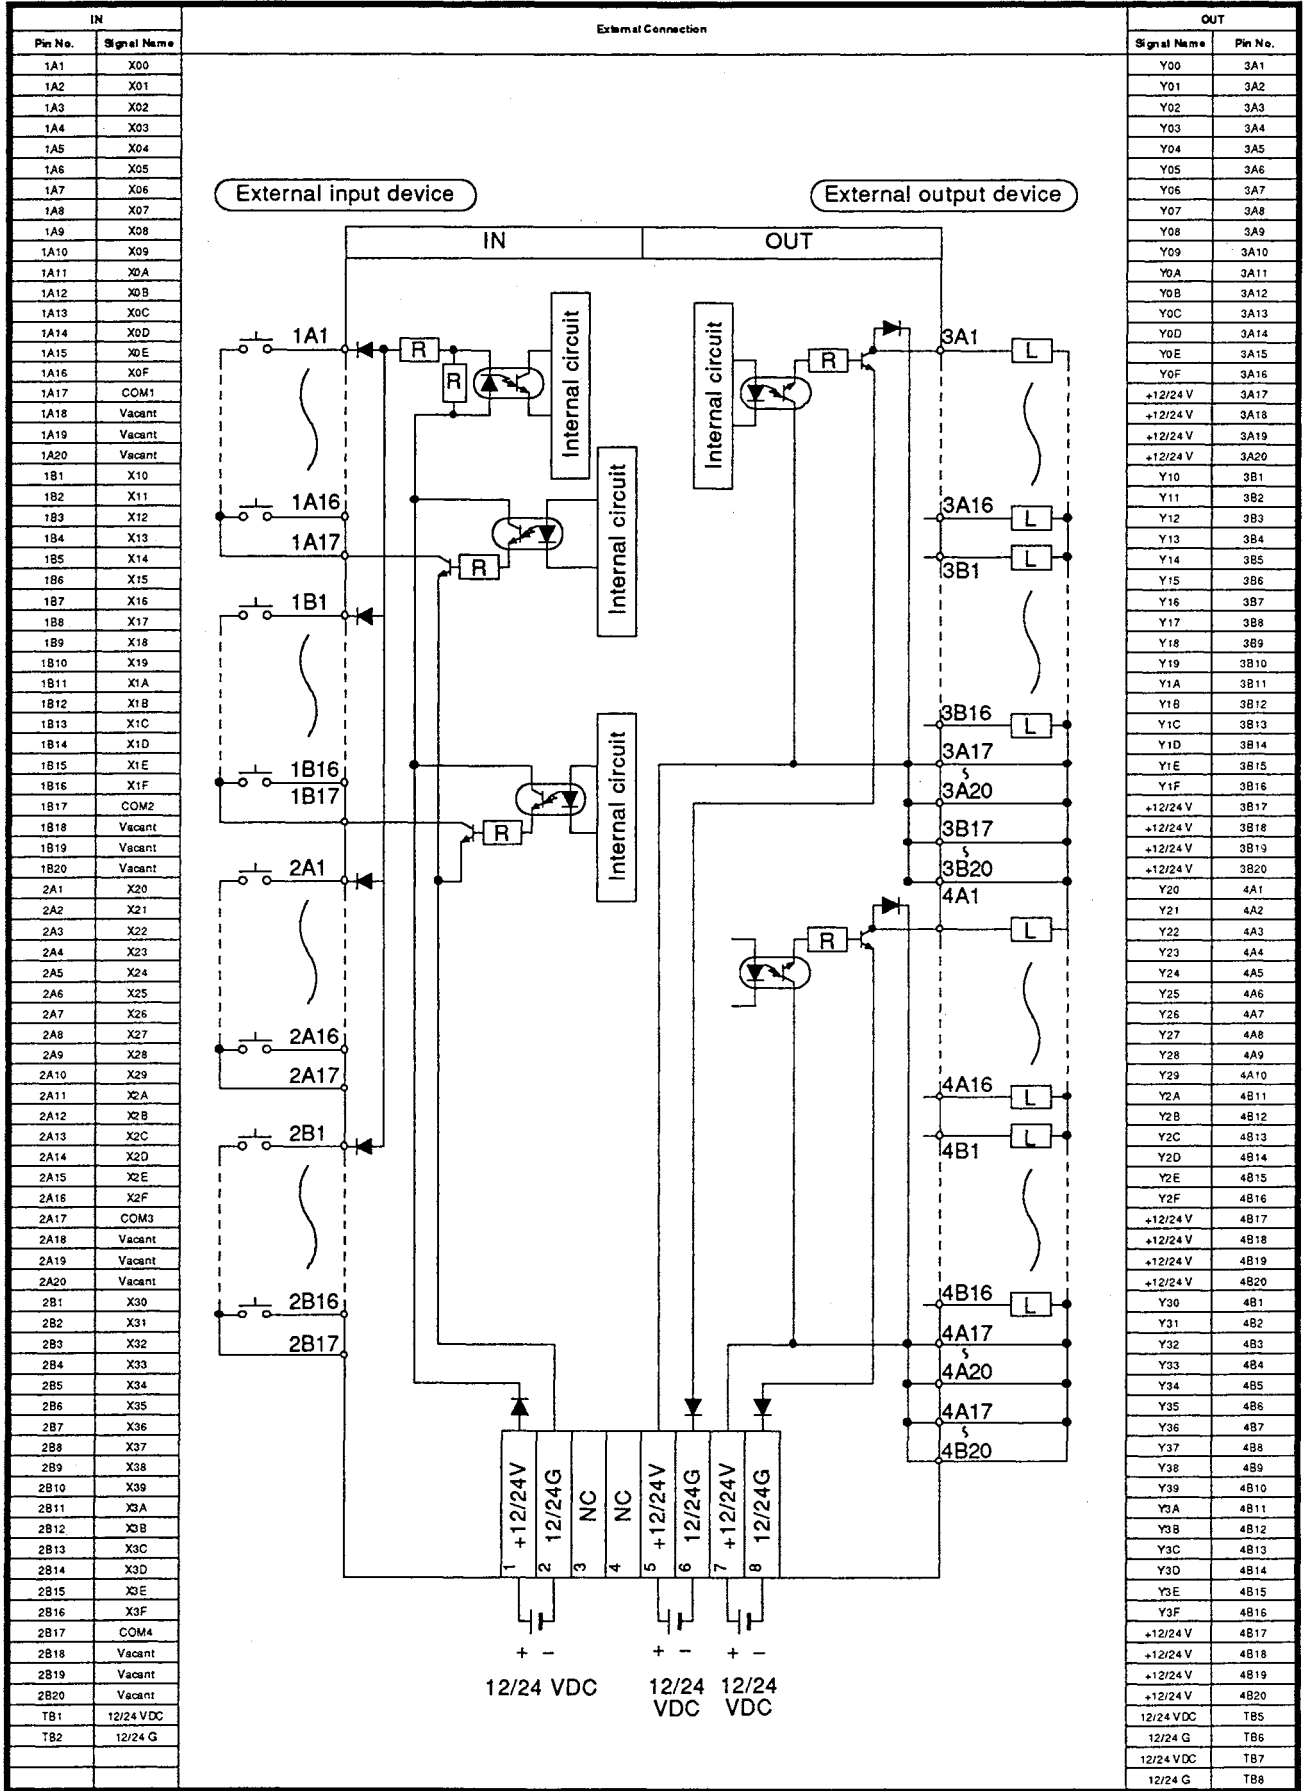 IN
Pin No. Signal Name
1A1 X00
1A2 X01
1A3 X02
1A4 X03
1A5 X04
1A6 X05
1A7 X06
1A8 X07
1A9 X08
1A10 X09
1A11 X0A
1A12 X0B
1A13 X0C
1A14 X0D
1A15 X0E
1A16 X0F
1A17 COM1
1A18 Vacant
1A19 Vacant
1A20 Vacant
1B1 X10
1B2 X11
1B3 X12
1B4 X13
1B5 X14
1B6 X15
1B7 X16
1B8 X17
1B9 X18
1B10 X19
1B11 X1A
1B12 X1B
1B13 X1C
1B14 X1D
1B15 X1E
1B16 X1F
1B17 COM2
1B18 Vacant
1B19 Vacant
1B20 Vacant
2A1 X20
2A2 X21
2A3 X22
2A4 X23
2A5 X24
2A6 X25
2A7 X26
2A8 X27
2A9 X28
2A10 X29
2A11 X2A
2A12 X2B
2A13 X2C
2A14 X2D
2A15 X2E
2A16 X2F
2A17 COM3
2A18 Vacant
2A19 Vacant
2A20 Vacant
2B1 X30
2B2 X31
2B3 X32
2B4 X33
2B5 X34
2B6 X35
2B7 X36
2B8 X37
2B9 X38
2B10 X39
2B11 X3A
2B12 X3B
2B13 X3C
2B14 X3D
2B15 X3E
2B16 X3F
2B17 COM4
2B18 Vacant
2B19 Vacant
2B20 Vacant
TB1 12/24 VDC
TB2 12/24 G
External Connection
External input device
External output device
IN
OUT
1A1
R
R
Internal circuit
1A16
1A17
R
Internal circuit
1B1
1B16
1B17
R
Internal circuit
2A1
2A16
2A17
2B1
2B16
2B17
Internal circuit
R
3A1
L
3A16
L
3B1
L
3B16
L
3A17
3A20
3B17
3B20
4A1
R
L
4A16
L
4B1
L
4B16
L
4A17
4A20
4A17
4B20
1 +12/24V
2 12/24G
3 NC
4 NC
5 +12/24V
6 12/24G
7 +12/24V
8 12/24G
+ −
12/24 VDC
+ −
12/24
VDC
+ −
12/24
VDC
OUT
Signal Name Pin No.
Y00 3A1
Y01 3A2
Y02 3A3
Y03 3A4
Y04 3A5
Y05 3A6
Y06 3A7
Y07 3A8
Y08 3A9
Y09 3A10
Y0A 3A11
Y0B 3A12
Y0C 3A13
Y0D 3A14
Y0E 3A15
Y0F 3A16
+12/24 V 3A17
+12/24 V 3A18
+12/24 V 3A19
+12/24 V 3A20
Y10 3B1
Y11 3B2
Y12 3B3
Y13 3B4
Y14 3B5
Y15 3B6
Y16 3B7
Y17 3B8
Y18 3B9
Y19 3B10
Y1A 3B11
Y1B 3B12
Y1C 3B13
Y1D 3B14
Y1E 3B15
Y1F 3B16
+12/24 V 3B17
+12/24 V 3B18
+12/24 V 3B19
+12/24 V 3B20
Y20 4A1
Y21 4A2
Y22 4A3
Y23 4A4
Y24 4A5
Y25 4A6
Y26 4A7
Y27 4A8
Y28 4A9
Y29 4A10
Y2A 4B11
Y2B 4B12
Y2C 4B13
Y2D 4B14
Y2E 4B15
Y2F 4B16
+12/24 V 4B17
+12/24 V 4B18
+12/24 V 4B19
+12/24 V 4B20
Y30 4B1
Y31 4B2
Y32 4B3
Y33 4B4
Y34 4B5
Y35 4B6
Y36 4B7
Y37 4B8
Y38 4B9
Y39 4B10
Y3A 4B11
Y3B 4B12
Y3C 4B13
Y3D 4B14
Y3E 4B15
Y3F 4B16
+12/24 V 4B17
+12/24 V 4B18
+12/24 V 4B19
+12/24 V 4B20
12/24 VDC TB5
12/24 G TB6
12/24 VDC TB7
12/24 G TB8